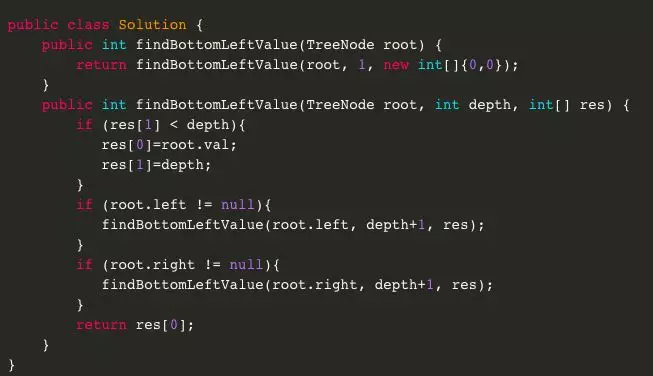 public class Solution {
    public int findBottomLeftValue(TreeNode root) {
        return findBottomLeftValue(root, 1, new int[]{0,0});
    }
    public int findBottomLeftValue(TreeNode root, int depth, int[] res) {
        if (res[1] < depth){
           res[0]=root.val;
           res[1]=depth;
        }
        if (root.left != null){
           findBottomLeftValue(root.left, depth+1, res);
        }
        if (root.right != null){
           findBottomLeftValue(root.right, depth+1, res);
        }
        return res[0];
    }
}